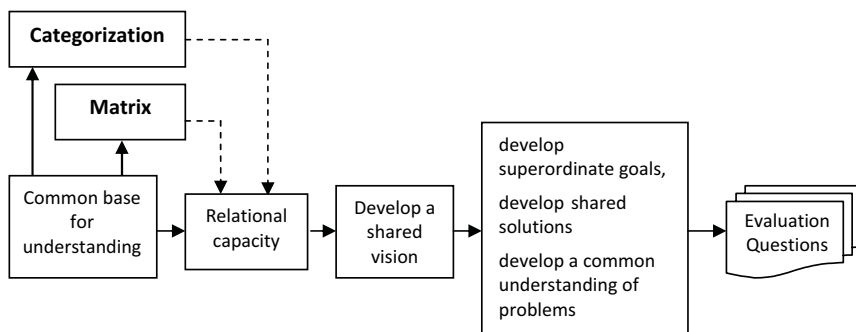 Categorization
Matrix
Common base
for
understanding
Relational
capacity
Develop a
shared
vision
develop
superordinate goals,
develop shared
solutions
develop a common
understanding of
problems
Evaluation
Questions